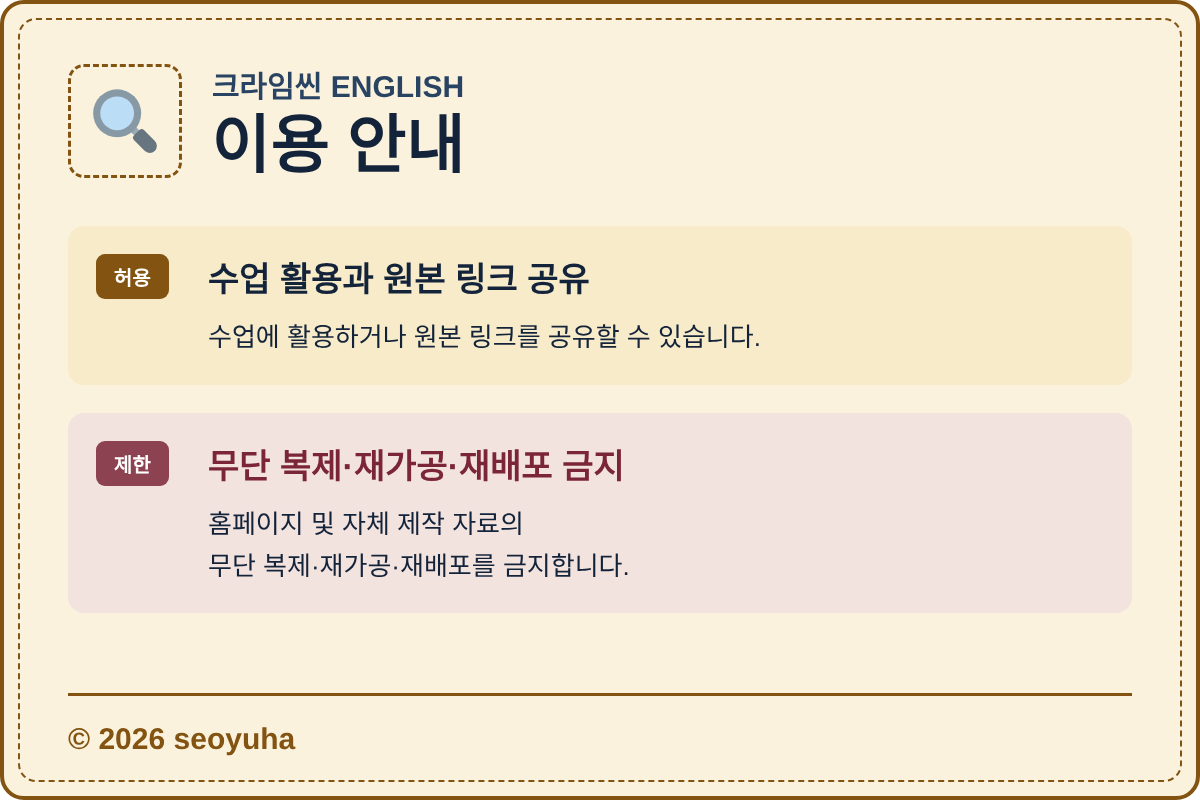 크라임씬 ENGLISH
이용 안내
허용
수업 활용과 원본 링크 공유
수업에 활용하거나 원본 링크를 공유할 수 있습니다.
제한
무단 복제·재가공·재배포 금지
홈페이지 및 자체 제작 자료의
무단 복제·재가공·재배포를 금지합니다.
© 2026 seoyuha